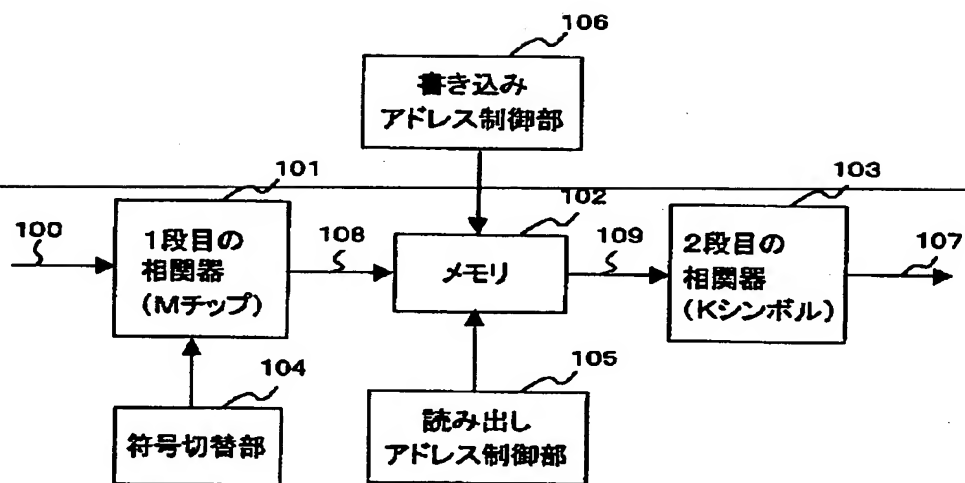 106
書き込み
アドレス制御部
101
102
103
100
1段目の
相関器
(Mチップ)
108
メモリ
109
2段目の
相関器
(Kシンボル)
107
104
符号切替部
105
読み出し
アドレス制御部